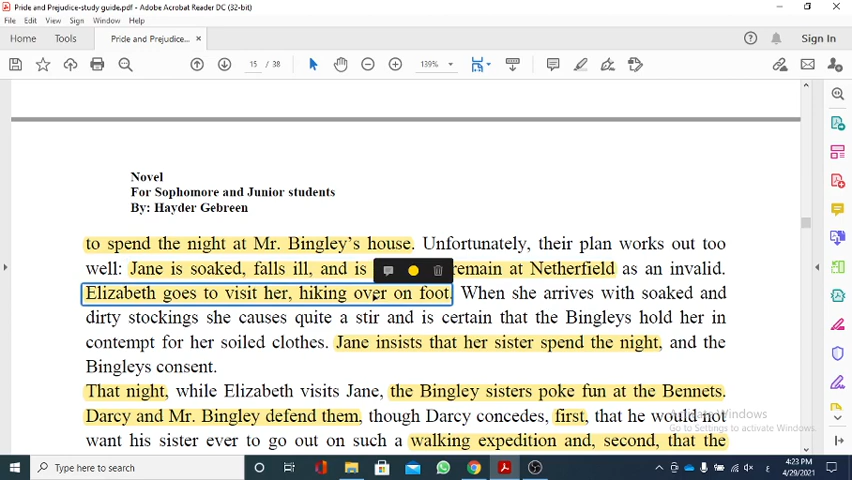 Pride and Prejudice-study guide.pdf - Adobe Acrobat Reader DC (32-bit)
File Edit View Sign Window Help
Home Tools Pride and Prejudice... × Sign In
15 / 38 139%
Novel
For Sophomore and Junior students
By: Hayder Gebreen
to spend the night at Mr. Bingley's house. Unfortunately, their plan works out too
well: Jane is soaked, falls ill, and is remain at Netherfield as an invalid.
Elizabeth goes to visit her, hiking over on foot. When she arrives with soaked and
dirty stockings she causes quite a stir and is certain that the Bingleys hold her in
contempt for her soiled clothes. Jane insists that her sister spend the night, and the
Bingleys consent.
That night, while Elizabeth visits Jane, the Bingley sisters poke fun at the Bennets.
Darcy and Mr. Bingley defend them, though Darcy concedes, first, that he would not
want his sister ever to go out on such a walking expedition and, second, that the
Activate Windows
Go to Settings to activate Windows.
Type here to search
4:23 PM
4/29/2021